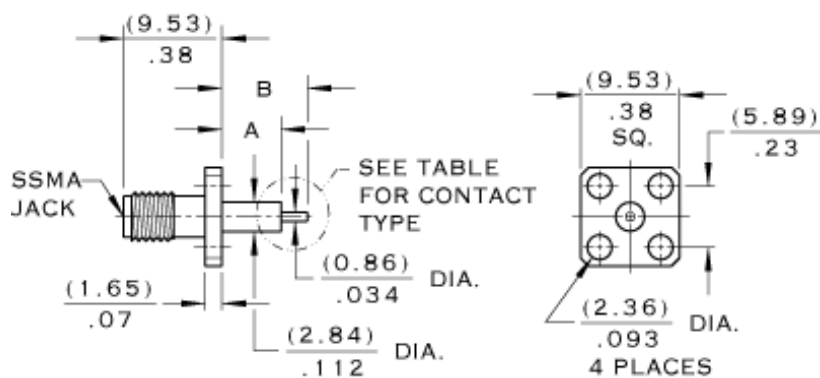 (9.53)
.38
B
A
SSMA
JACK
SEE TABLE
FOR CONTACT
TYPE
(1.65)
.07
(0.86)
.034
DIA.
(2.84)
.112
DIA.
(9.53)
.38
SQ.
(5.89)
.23
(2.36)
.093
DIA.
4 PLACES